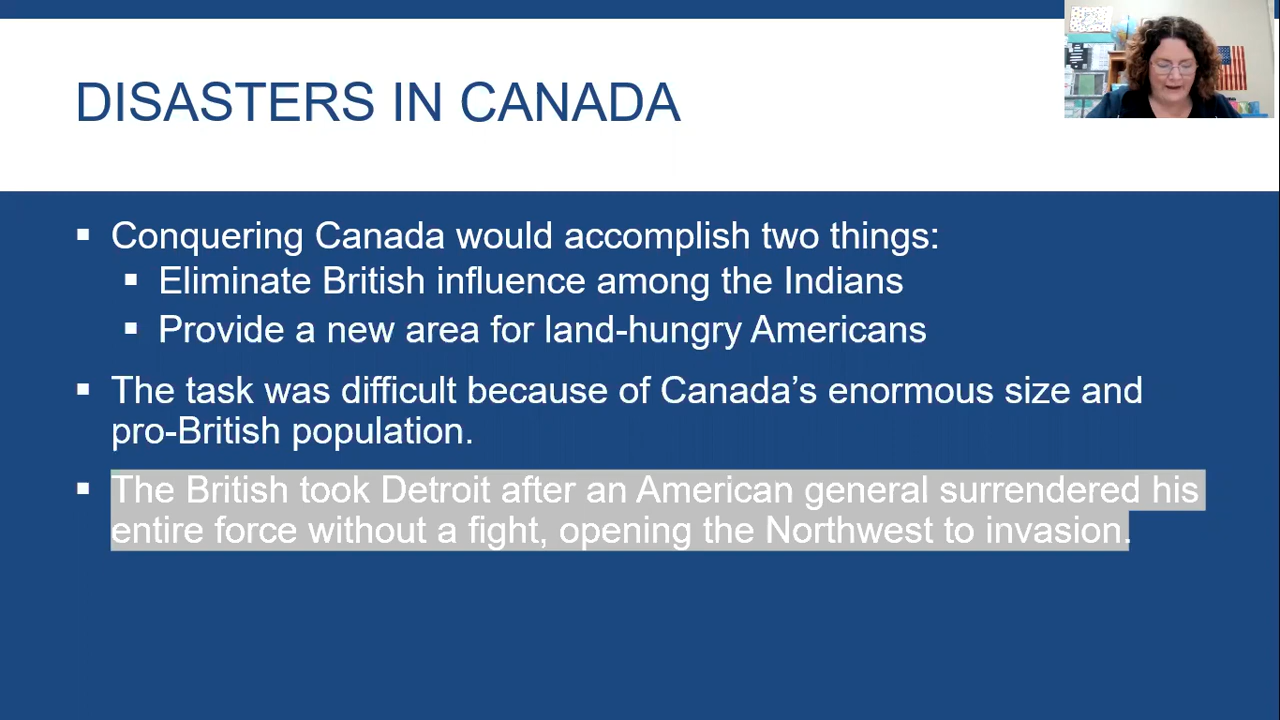 DISASTERS IN CANADA
▪ Conquering Canada would accomplish two things:
▪ Eliminate British influence among the Indians
▪ Provide a new area for land-hungry Americans
▪ The task was difficult because of Canada’s enormous size and
pro-British population.
▪ The British took Detroit after an American general surrendered his
entire force without a fight, opening the Northwest to invasion.